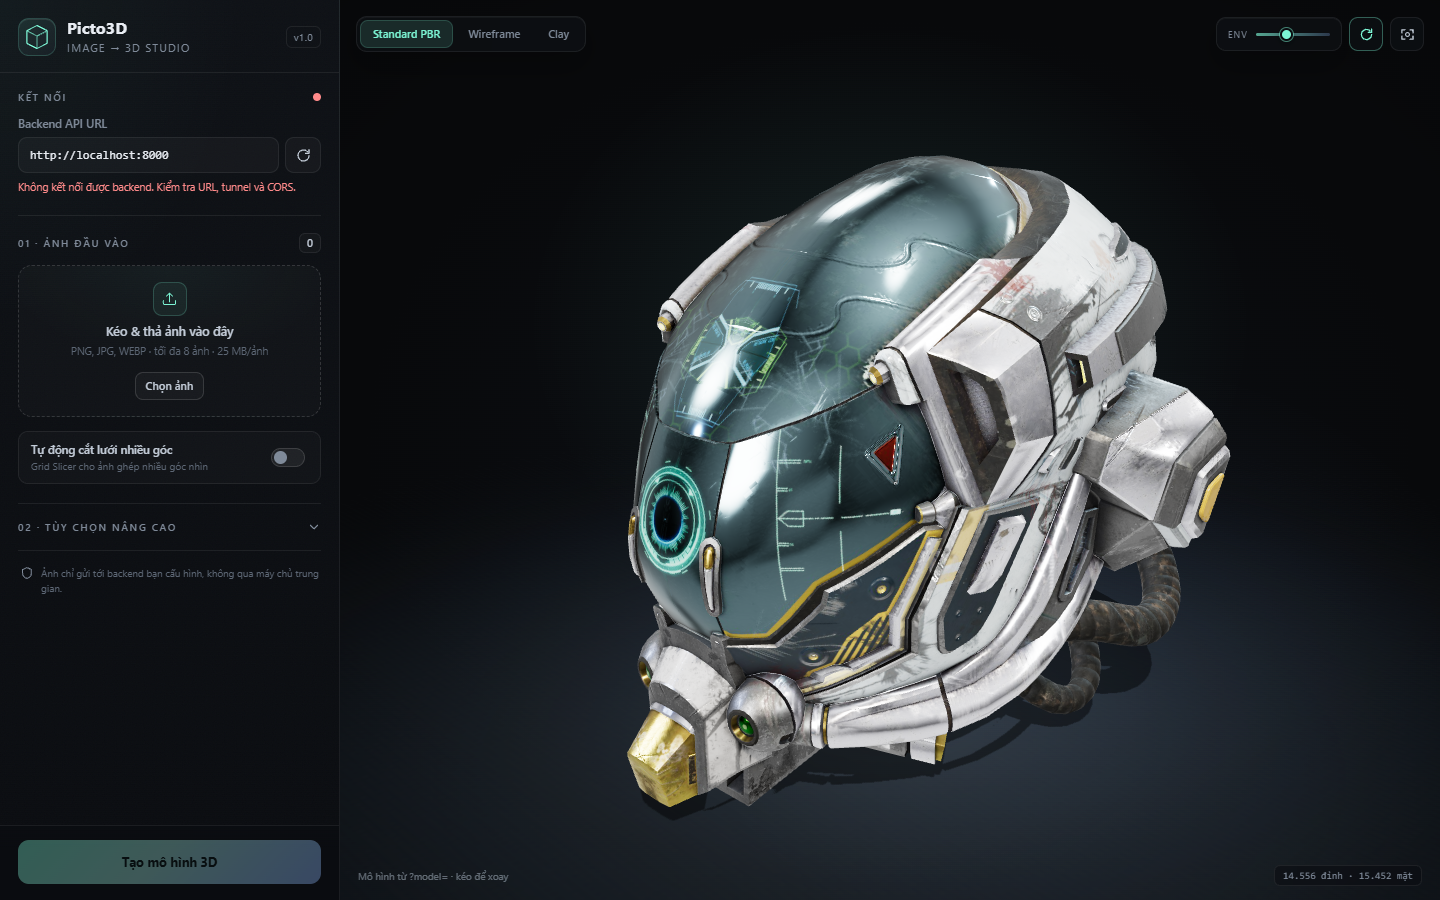 Picto3D
IMAGE → 3D STUDIO
v1.0
KẾT NỐI
Backend API URL
http://localhost:8000
Không kết nối được backend. Kiểm tra URL, tunnel và CORS.
01 · ẢNH ĐẦU VÀO
0
Kéo & thả ảnh vào đây
PNG, JPG, WEBP · tối đa 8 ảnh · 25 MB/ảnh
Chọn ảnh
Tự động cắt lưới nhiều góc
Grid Slicer cho ảnh ghép nhiều góc nhìn
02 · TÙY CHỌN NÂNG CAO
Ảnh chỉ gửi tới backend bạn cấu hình, không qua máy chủ trung
gian.
Tạo mô hình 3D
Standard PBR
Wireframe
Clay
ENV
Mô hình từ ?model= · kéo để xoay
14.556 đỉnh · 15.452 mặt